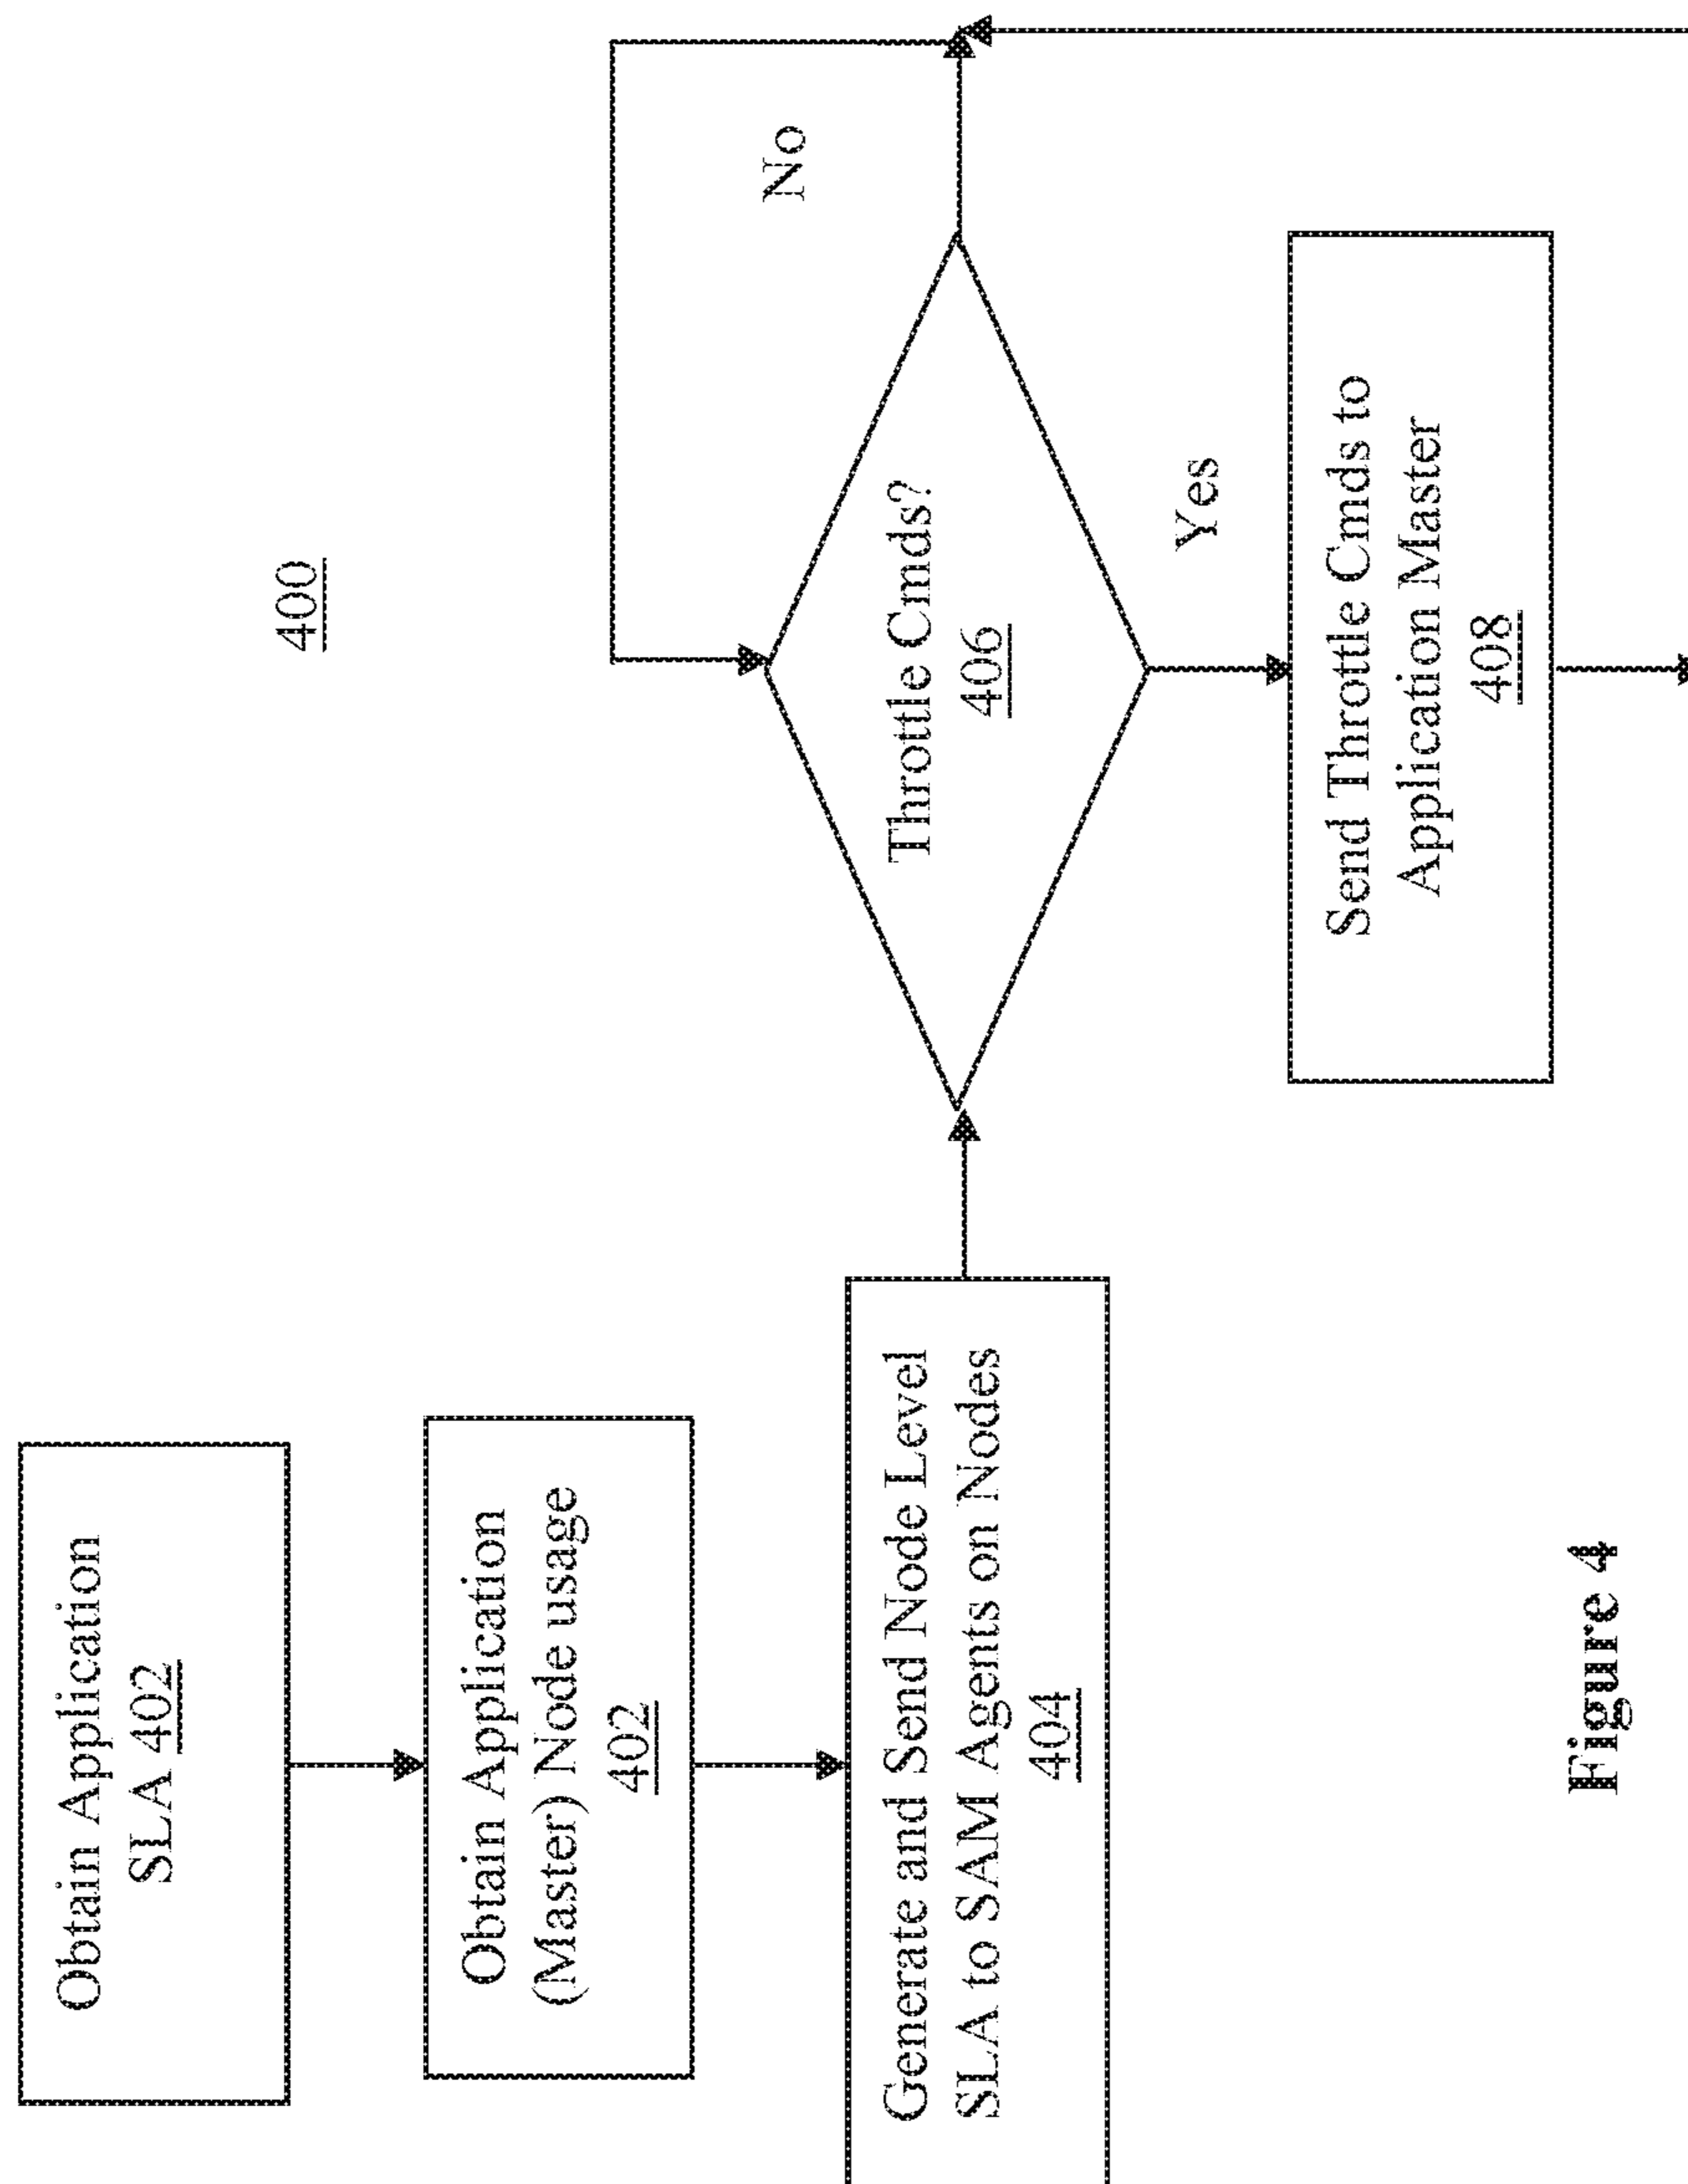 400
Obtain Application
SLA 402
Obtain Application
(Master) Node usage
402
Generate and Send Node Level
SLA to SAM Agents on Nodes
404
Throttle Cmds?
406
No
Yes
Send Throttle Cmds to
Application Master
408
Figure 4